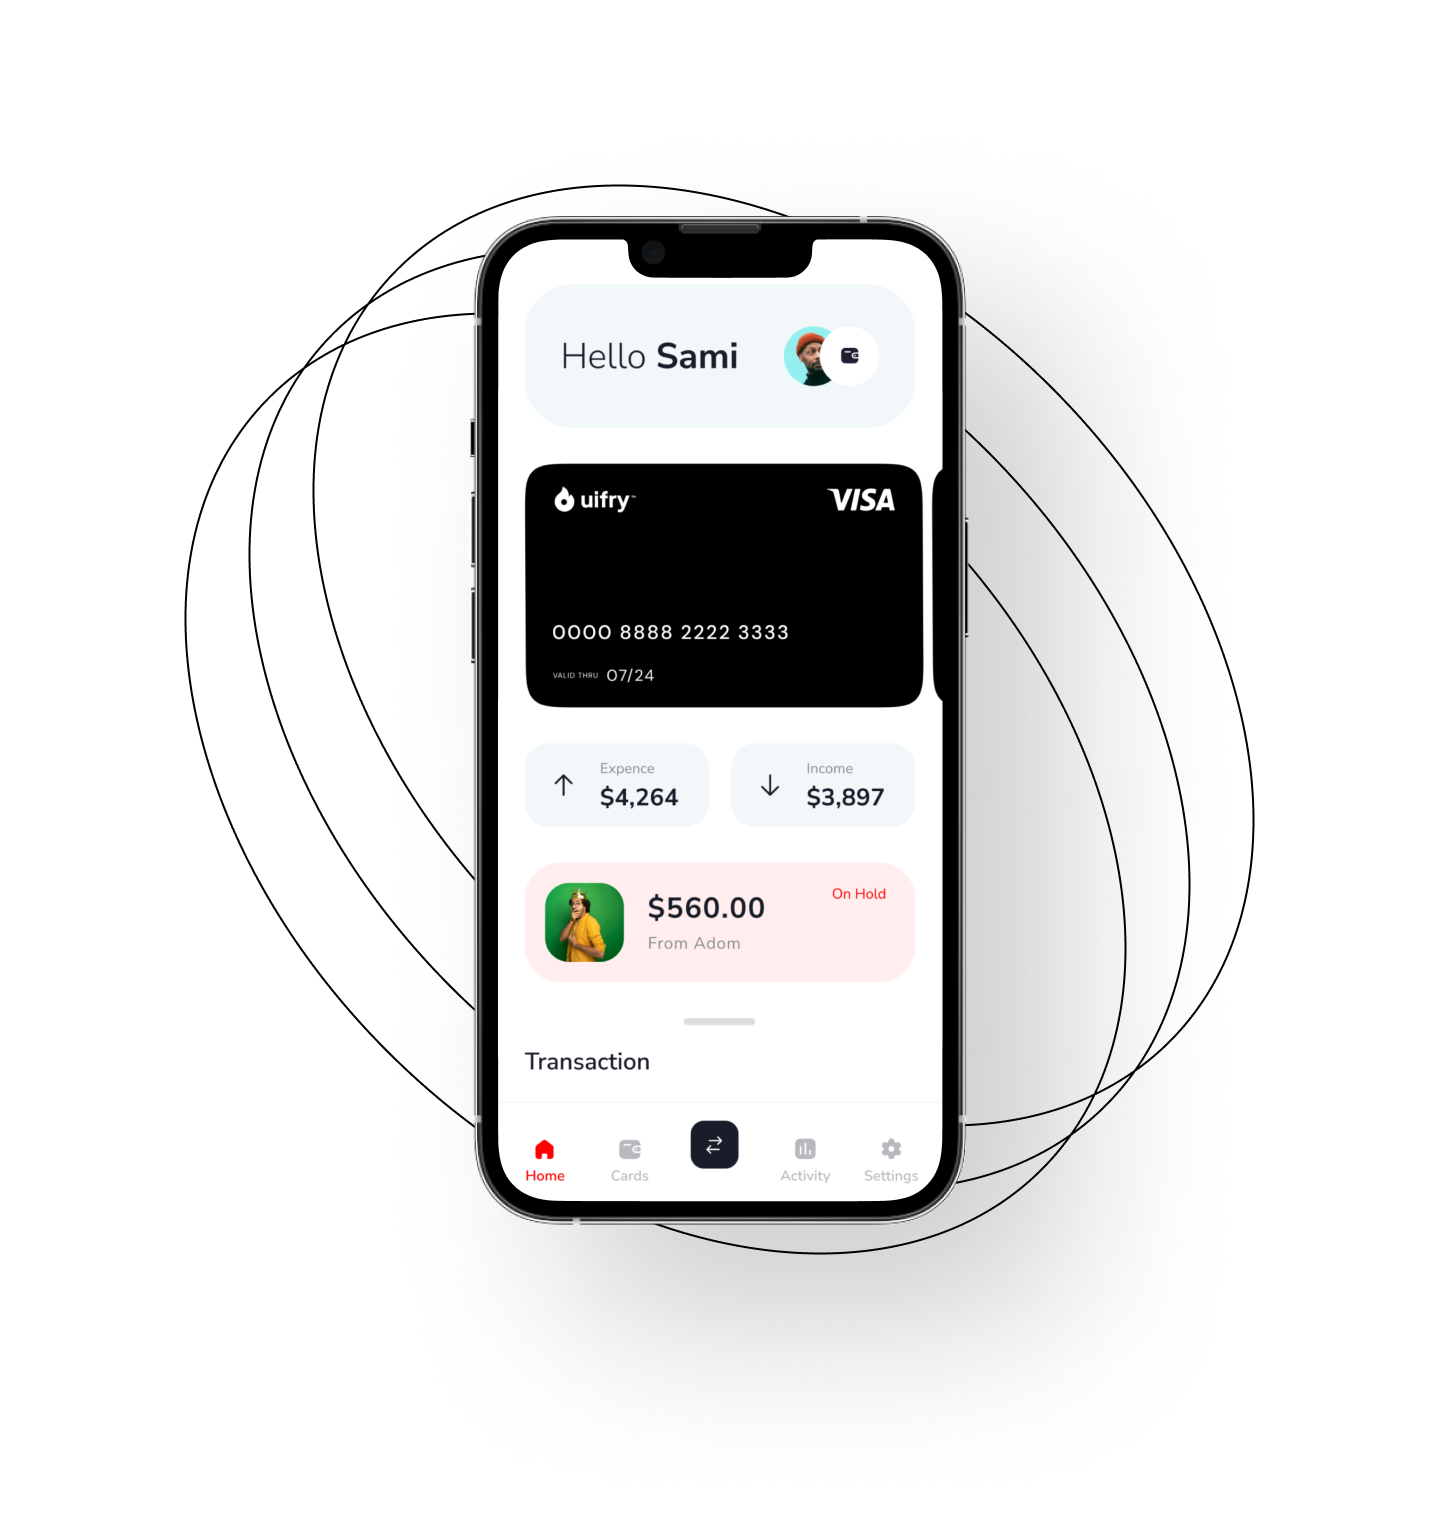 Hello Sami
uifry™
VISA
0000 8888 2222 3333
VALID THRU 07/24
Expence
$4,264
Income
$3,897
$560.00
On Hold
From Adom
Transaction
Home
Cards
Activity
Settings